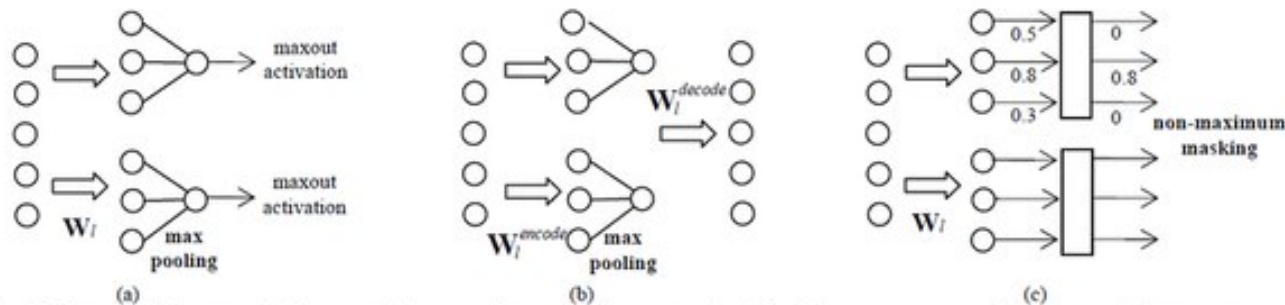 maxout
activation
maxout
activation
W_l
max
pooling
(a)
W_l^{decode}
W_l^{encode}
max
pooling
(b)
0.5
0
0.8
0.8
0.3
0
non-maximum
masking
W_l
(c)